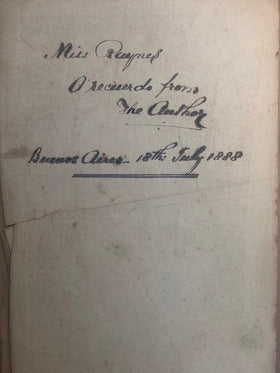 Miss Raynes
O'recuerdo from
The Author
Buenos Aires 18th July 1888